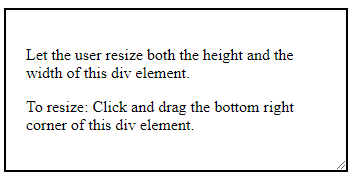 Let the user resize both the height and the
width of this div element.
To resize: Click and drag the bottom right
corner of this div element.